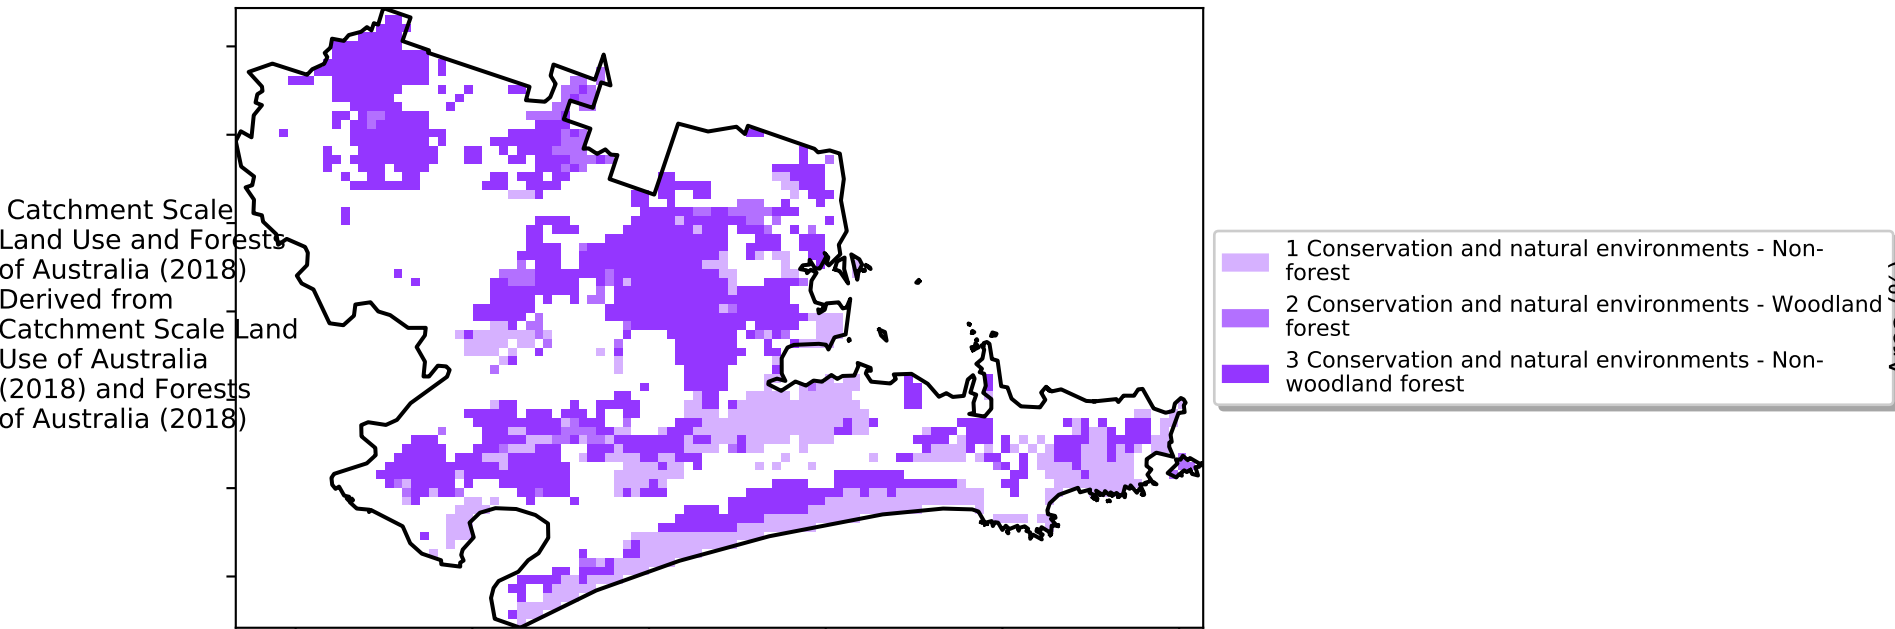 Catchment Scale
Land Use and Forests
of Australia (2018)
Derived from
Catchment Scale Land
Use of Australia
(2018) and Forests
of Australia (2018)
1 Conservation and natural environments - Non-
forest
2 Conservation and natural environments - Woodland
forest
3 Conservation and natural environments - Non-
woodland forest